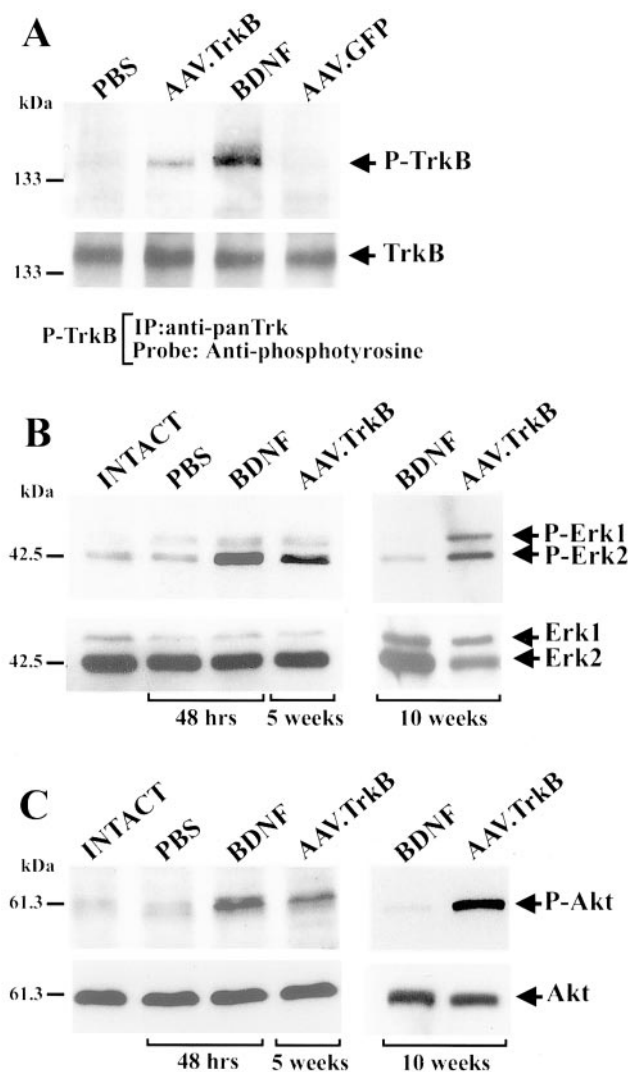 A
PBS AAV.TrkB BDNF AAV.GFP
kDa
P-TrkB
133
TrkB
133
P-TrkB IP:anti-panTrk
Probe: Anti-phosphotyrosine
B
INTACT PBS BDNF AAV.TrkB BDNF AAV.TrkB
kDa
P-Erk1
42.5 P-Erk2
Erk1
42.5 Erk2
48 hrs 5 weeks 10 weeks
C
INTACT PBS BDNF AAV.TrkB BDNF AAV.TrkB
kDa
61.3 P-Akt
61.3 Akt
48 hrs 5 weeks 10 weeks